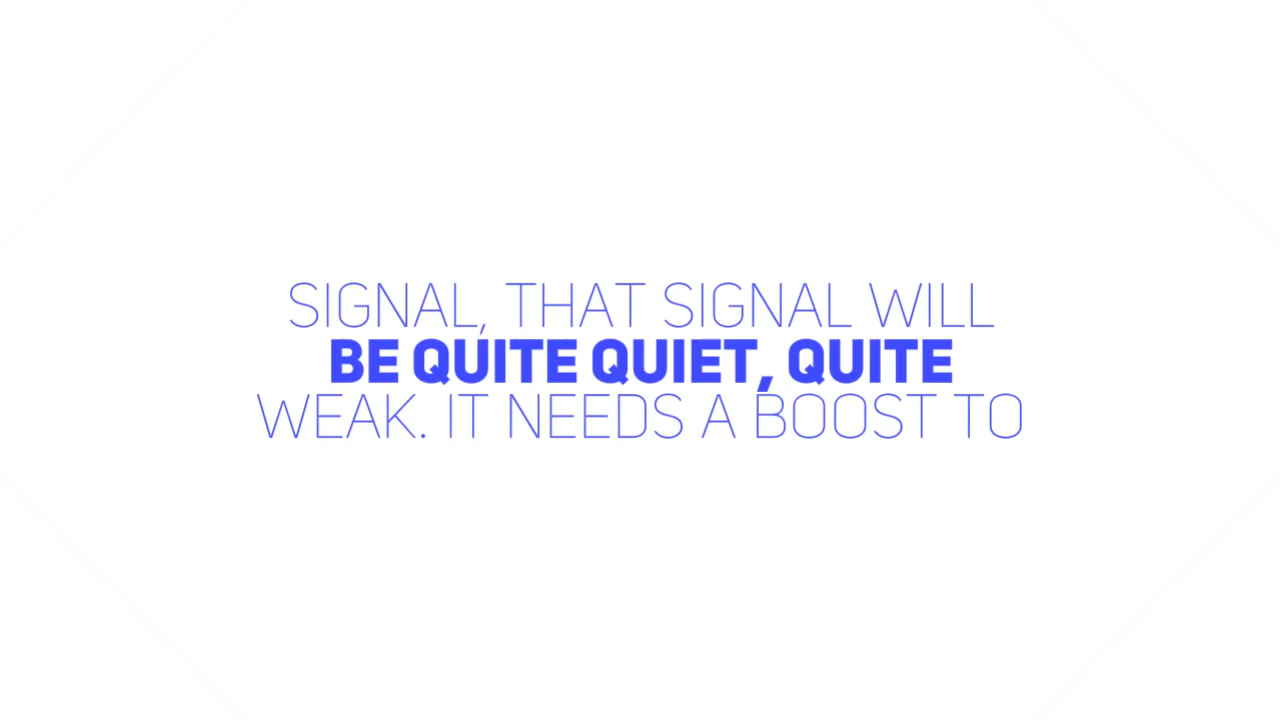 SIGNAL, THAT SIGNAL WILL
BE QUITE QUIET, QUITE
WEAK. IT NEEDS A BOOST TO